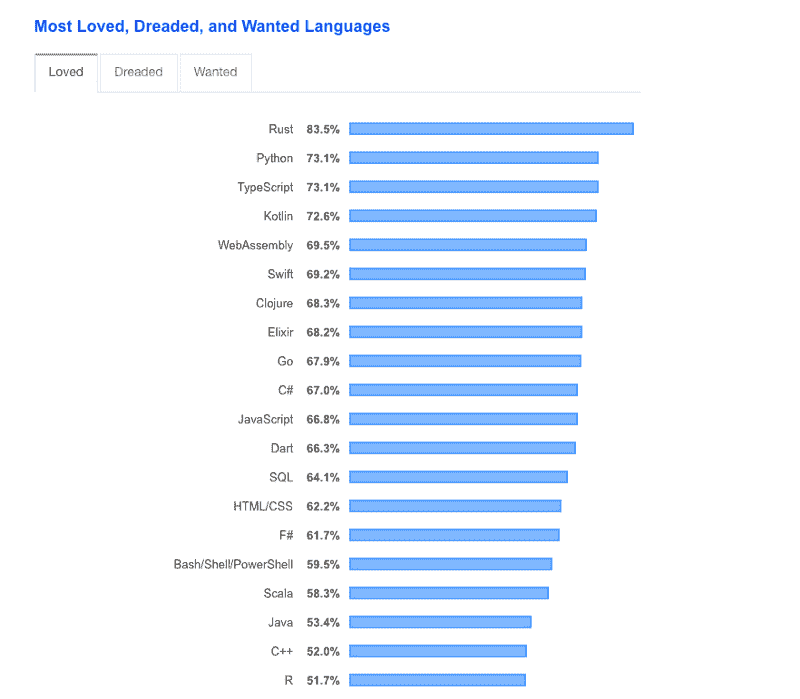 Most Loved, Dreaded, and Wanted Languages
Loved Dreaded Wanted
Rust 83.5%
Python 73.1%
TypeScript 73.1%
Kotlin 72.6%
WebAssembly 69.5%
Swift 69.2%
Clojure 68.3%
Elixir 68.2%
Go 67.9%
C# 67.0%
JavaScript 66.8%
Dart 66.3%
SQL 64.1%
HTML/CSS 62.2%
F# 61.7%
Bash/Shell/PowerShell 59.5%
Scala 58.3%
Java 53.4%
C++ 52.0%
R 51.7%